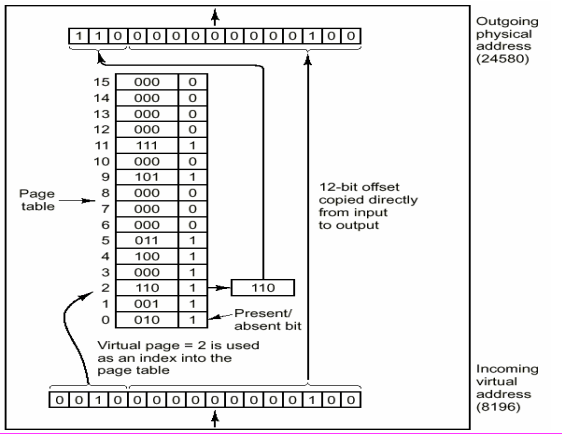 1 1 0 0 0 0 0 0 0 0 0 0 1 0 0
Outgoing
physical
address
(24580)
15 000 0
14 000 0
13 000 0
12 000 0
11 111 1
10 000 0
9 101 1
8 000 0
7 000 0
6 000 0
5 011 1
4 100 1
3 000 1
2 110 1
1 001 1
0 010 1
Page
table
110
12-bit offset
copied directly
from input
to output
Present/
absent bit
Virtual page = 2 is used
as an index into the
page table
0 0 1 0 0 0 0 0 0 0 0 0 0 1 0 0
Incoming
virtual
address
(8196)